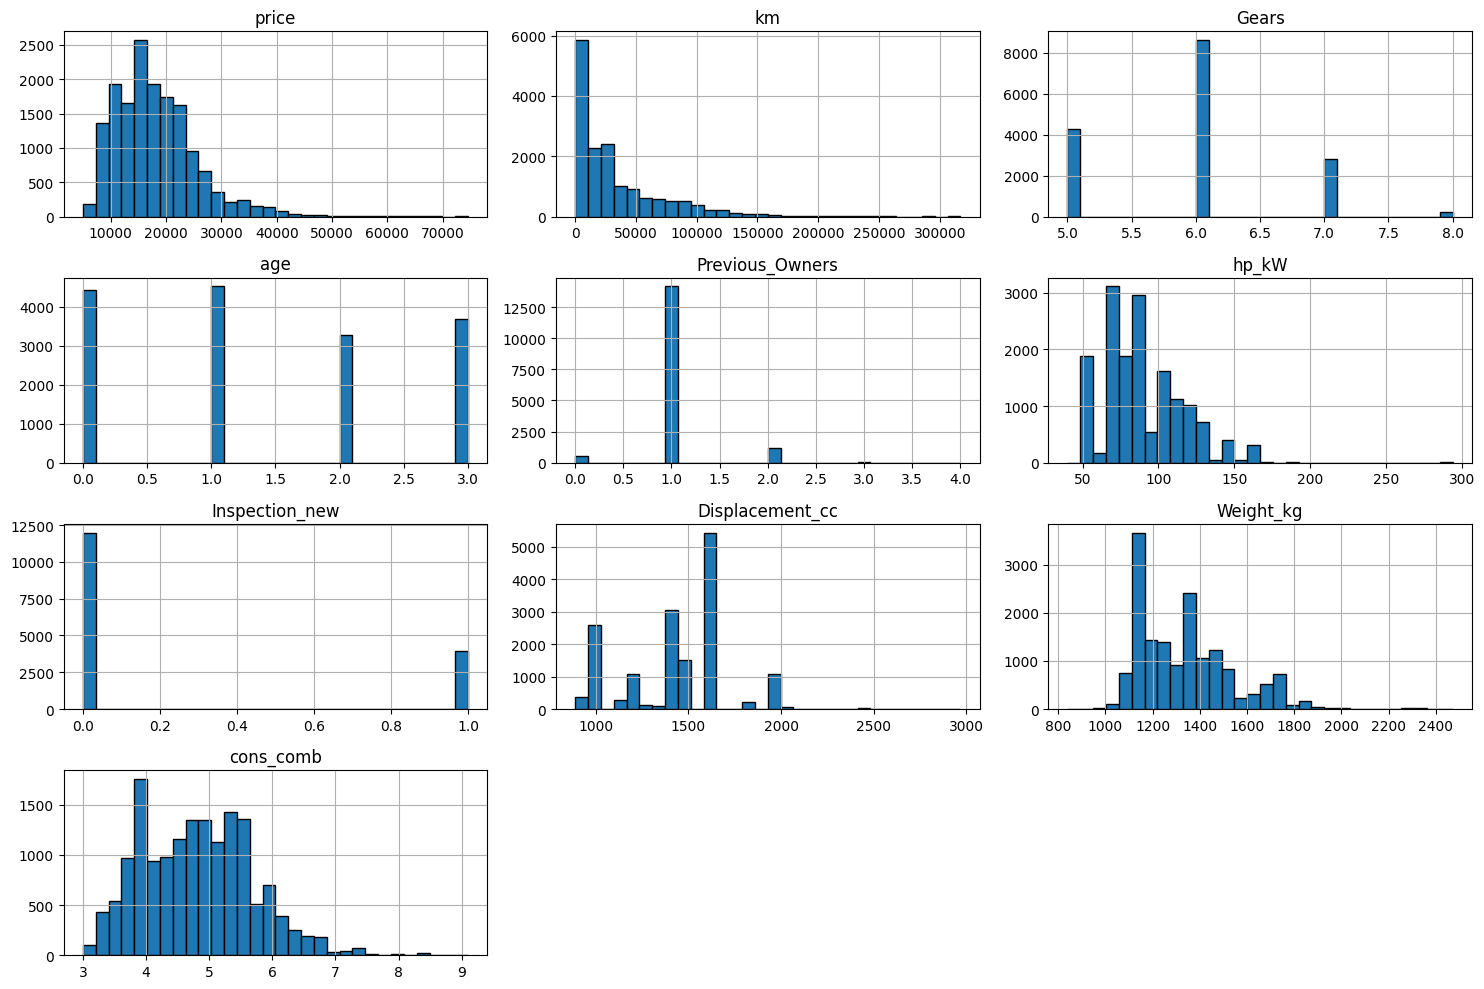 price
2500
2000
1500
1000
500
0
10000 20000 30000 40000 50000 60000 70000
km
6000
4000
2000
0
0 50000 100000 150000 200000 250000 300000
Gears
8000
6000
4000
2000
0
5.0 5.5 6.0 6.5 7.0 7.5 8.0
age
4000
3000
2000
1000
0
0.0 0.5 1.0 1.5 2.0 2.5 3.0
Previous_Owners
12500
10000
7500
5000
2500
0
0.0 0.5 1.0 1.5 2.0 2.5 3.0 3.5 4.0
hp_kW
3000
2000
1000
0
50 100 150 200 250 300
Inspection_new
12500
10000
7500
5000
2500
0
0.0 0.2 0.4 0.6 0.8 1.0
Displacement_cc
5000
4000
3000
2000
1000
0
1000 1500 2000 2500 3000
Weight_kg
3000
2000
1000
0
800 1000 1200 1400 1600 1800 2000 2200 2400
cons_comb
1500
1000
500
0
3 4 5 6 7 8 9